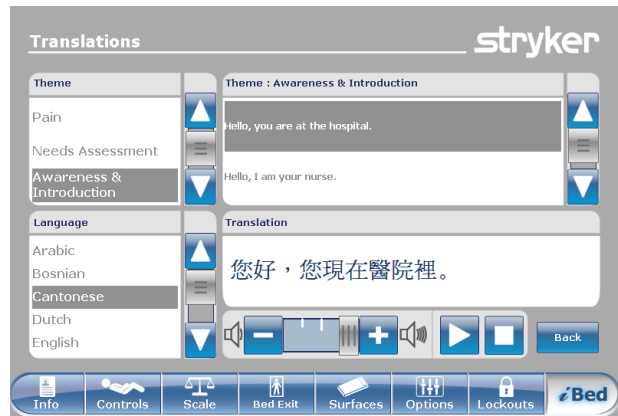 Translations
stryker
Theme
Pain
Needs Assessment
Awareness &
Introduction
Theme : Awareness & Introduction
Hello, you are at the hospital.
Hello, I am your nurse.
Language
Arabic
Bosnian
Cantonese
Dutch
English
Translation
您好，您現在醫院裡。
Back
Info
Controls
Scale
Bed Exit
Surfaces
Options
Lockouts
iBed